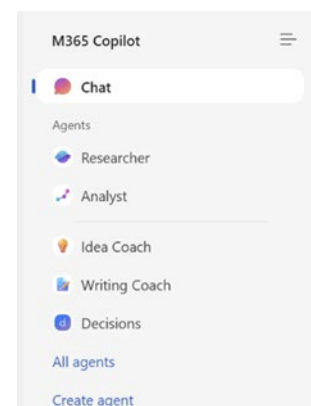 M365 Copilot
Chat
Agents
Researcher
Analyst
Idea Coach
Writing Coach
Decisions
All agents
Create agent